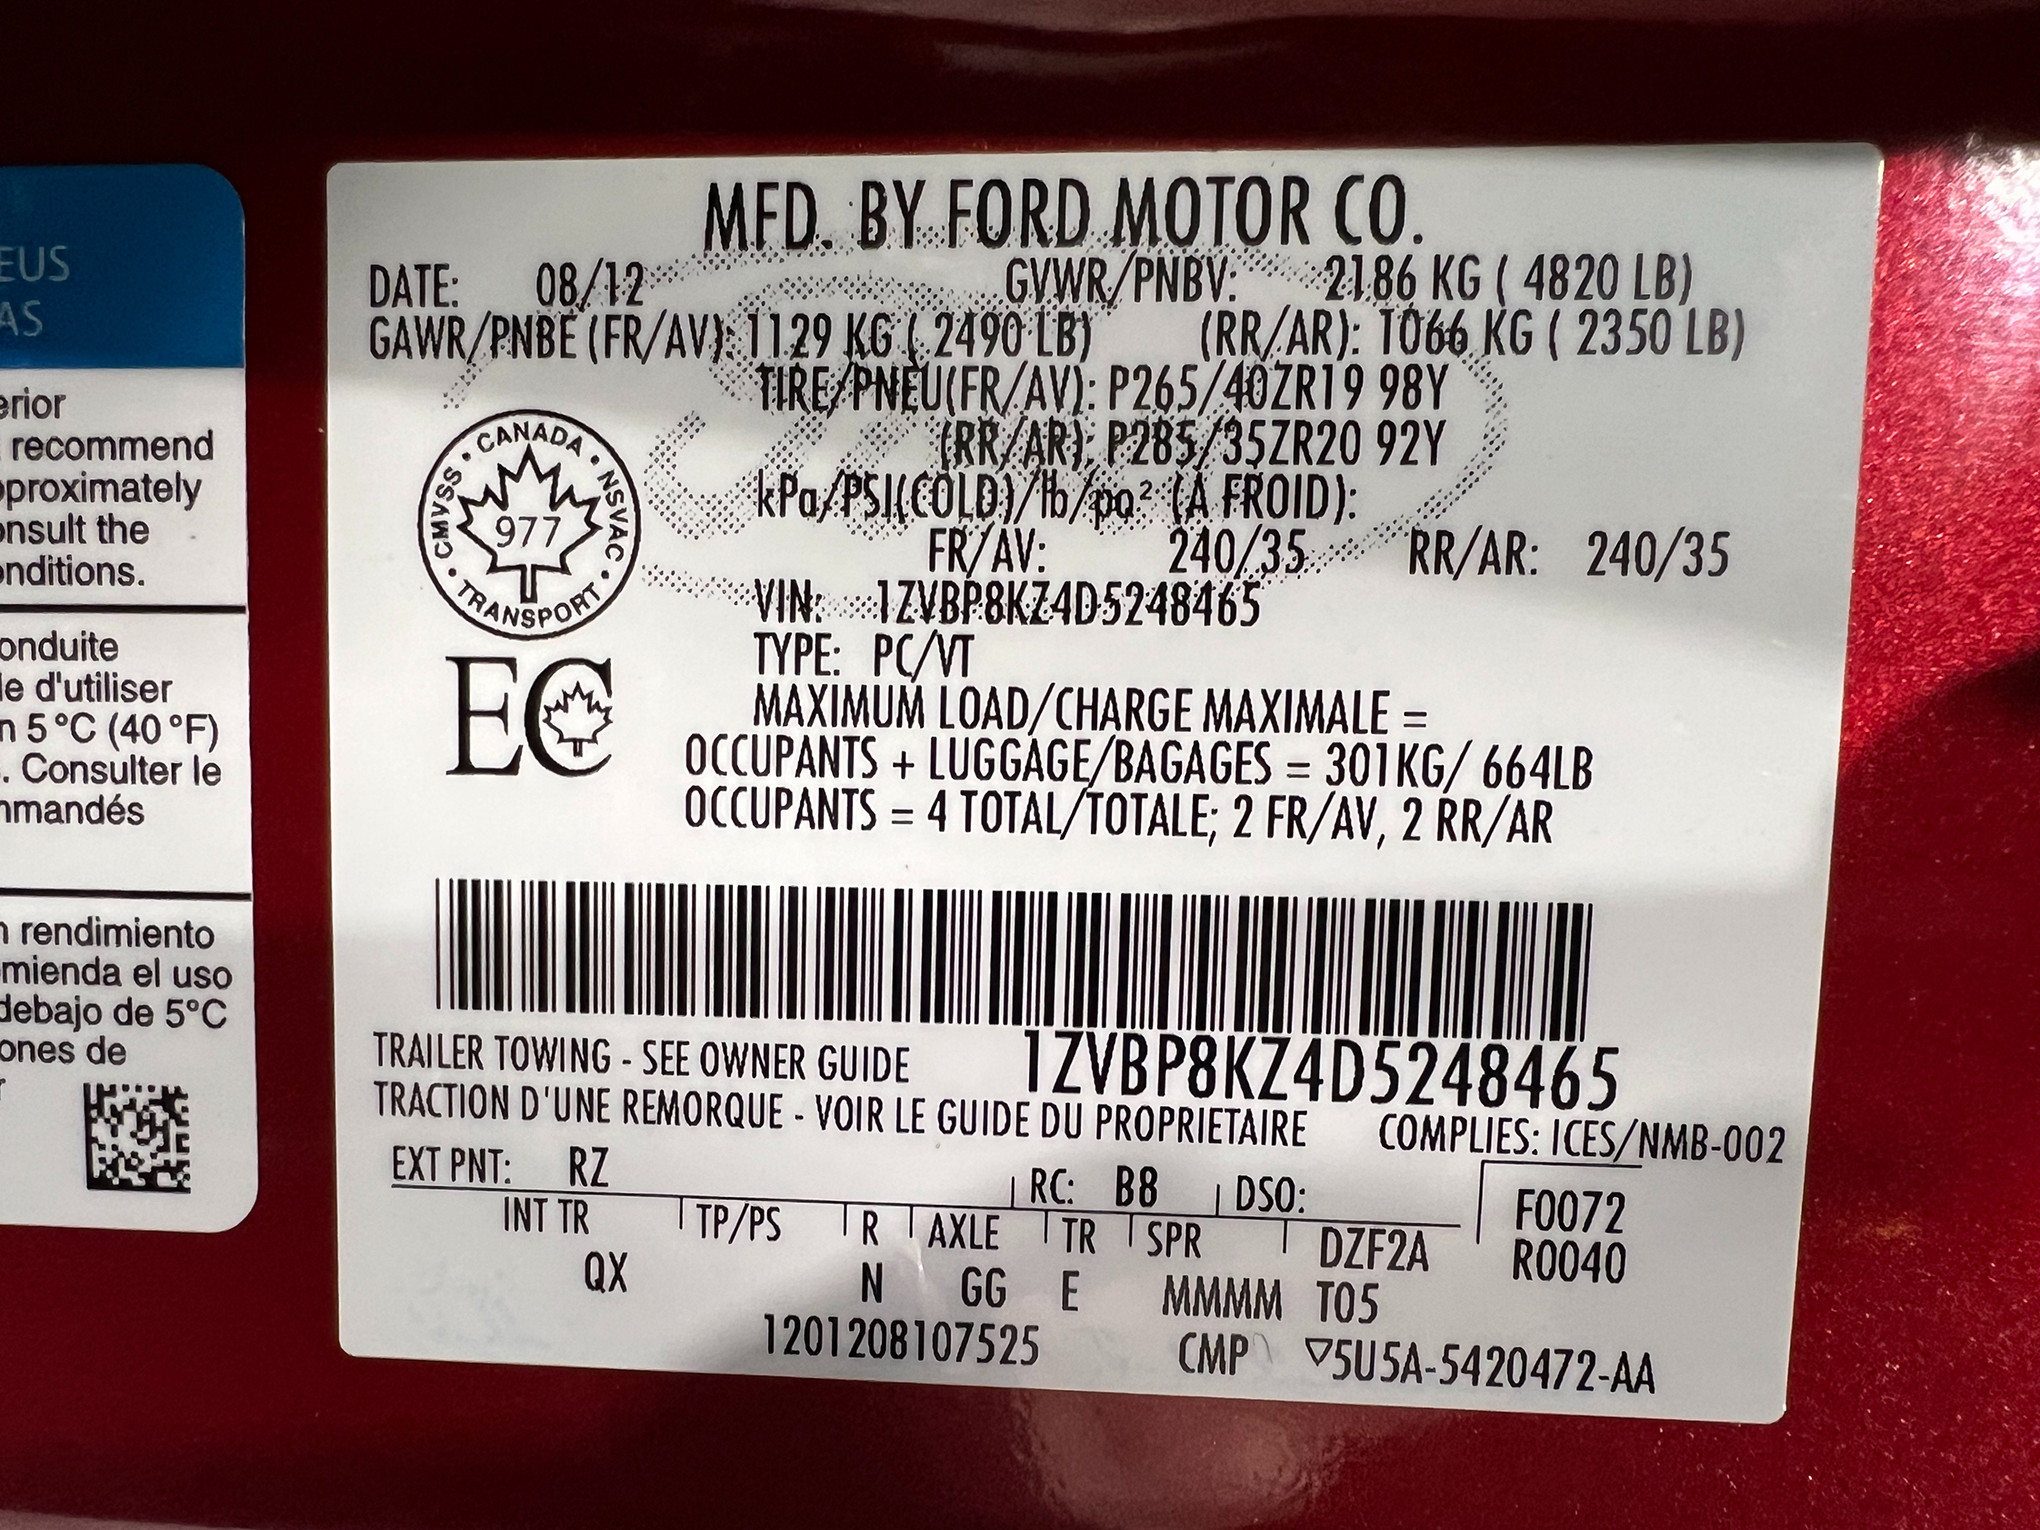 EUS
AS
erior
recommend
pproximately
onsult the
onditions.
onduite
le d'utiliser
n 5 °C (40 °F)
. Consulter le
mmandés
n rendimiento
mienda el uso
debajo de 5°C
ones de
MFD. BY FORD MOTOR CO.
DATE: 08/12 GVWR/PNBV: 2186 KG ( 4820 LB)
GAWR/PNBE (FR/AV): 1129 KG ( 2490 LB) (RR/AR): 1066 KG ( 2350 LB)
TIRE/PNEU(FR/AV): P265/40ZR19 98Y
(RR/AR): P285/35ZR20 92Y
kPa/PSI(COLD)/lb/po² (A FROID):
FR/AV: 240/35 RR/AR: 240/35
VIN: 1ZVBP8KZ4D5248465
TYPE: PC/VT
MAXIMUM LOAD/CHARGE MAXIMALE =
OCCUPANTS + LUGGAGE/BAGAGES = 301KG/ 664LB
OCCUPANTS = 4 TOTAL/TOTALE; 2 FR/AV, 2 RR/AR
CANADA • NSVAC • TRANSPORT • CMVSS •
977
EC
1ZVBP8KZ4D5248465
TRAILER TOWING - SEE OWNER GUIDE
TRACTION D'UNE REMORQUE - VOIR LE GUIDE DU PROPRIETAIRE
COMPLIES: ICES/NMB-002
EXT PNT: RZ RC: B8 DSO:
F0072
R0040
INT TR TP/PS R AXLE TR SPR DZF2A
QX N GG E MMMM T05
1201208107525 CMP ▽5U5A-5420472-AA